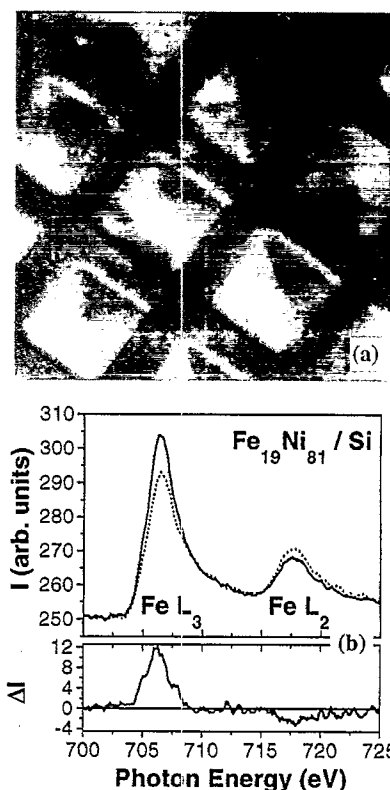 (a)
310
300
290
270
260
250
I (arb. units)
Fe₁₉Ni₈₁ / Si
Fe L₃
Fe L₂
(b)
12
8
4
0
-4
ΔI
700 705 710 715 720 725
Photon Energy (eV)